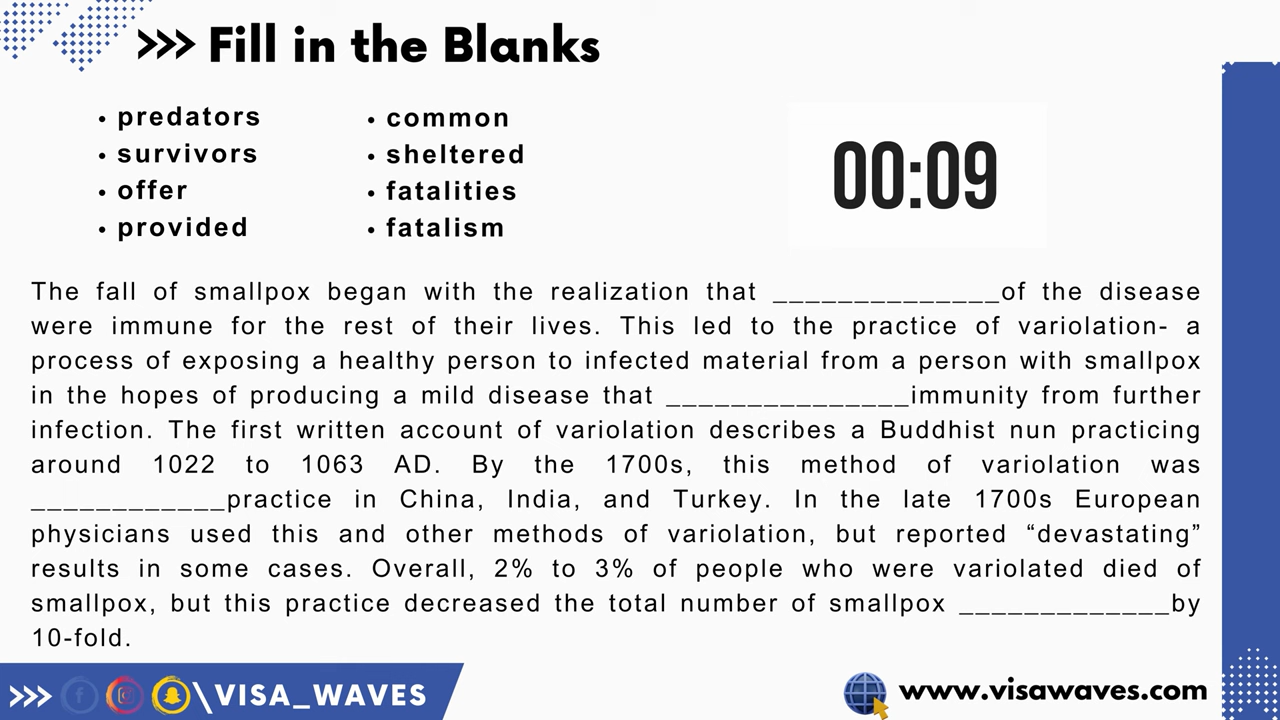 >>> Fill in the Blanks
• predators
• survivors
• offer
• provided
• common
• sheltered
• fatalities
• fatalism
00:09
The fall of smallpox began with the realization that ______________of the disease
were immune for the rest of their lives. This led to the practice of variolation- a
process of exposing a healthy person to infected material from a person with smallpox
in the hopes of producing a mild disease that _______________immunity from further
infection. The first written account of variolation describes a Buddhist nun practicing
around 1022 to 1063 AD. By the 1700s, this method of variolation was
____________practice in China, India, and Turkey. In the late 1700s European
physicians used this and other methods of variolation, but reported “devastating”
results in some cases. Overall, 2% to 3% of people who were variolated died of
smallpox, but this practice decreased the total number of smallpox _____________by
10-fold.
>>> \VISA_WAVES
www.visawaves.com